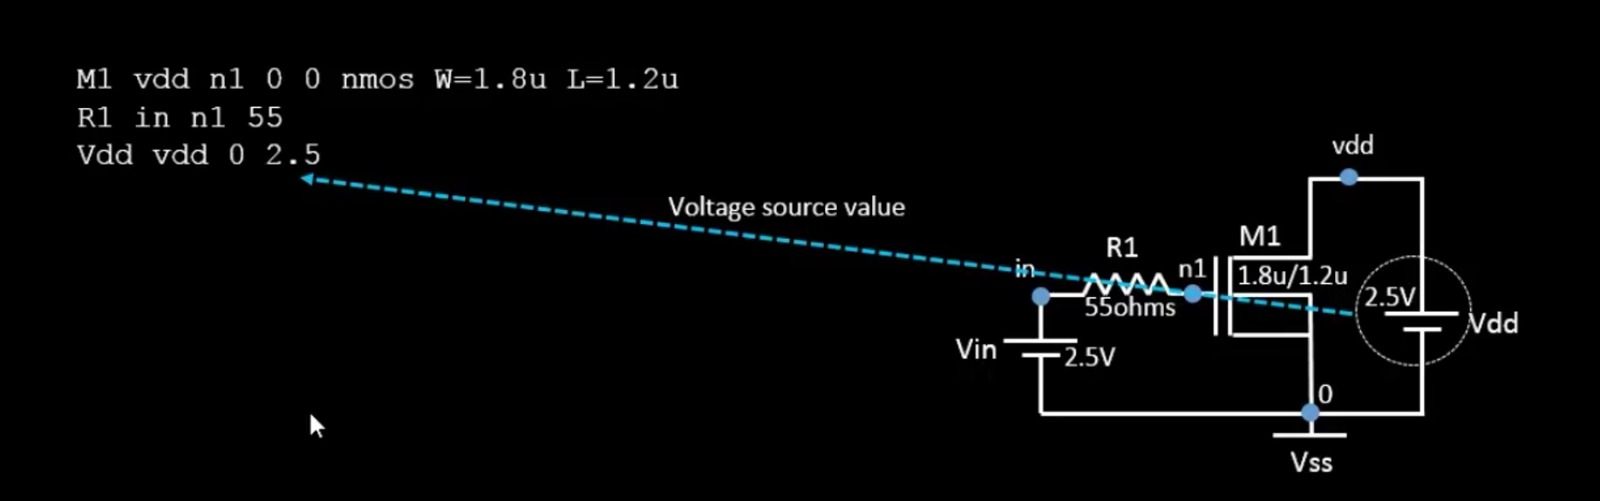 M1 vdd n1 0 0 nmos W=1.8u L=1.2u
R1 in n1 55
Vdd vdd 0 2.5
Voltage source value
vdd
M1
R1
in
n1
1.8u/1.2u
55ohms
2.5V
Vdd
Vin
2.5V
0
Vss